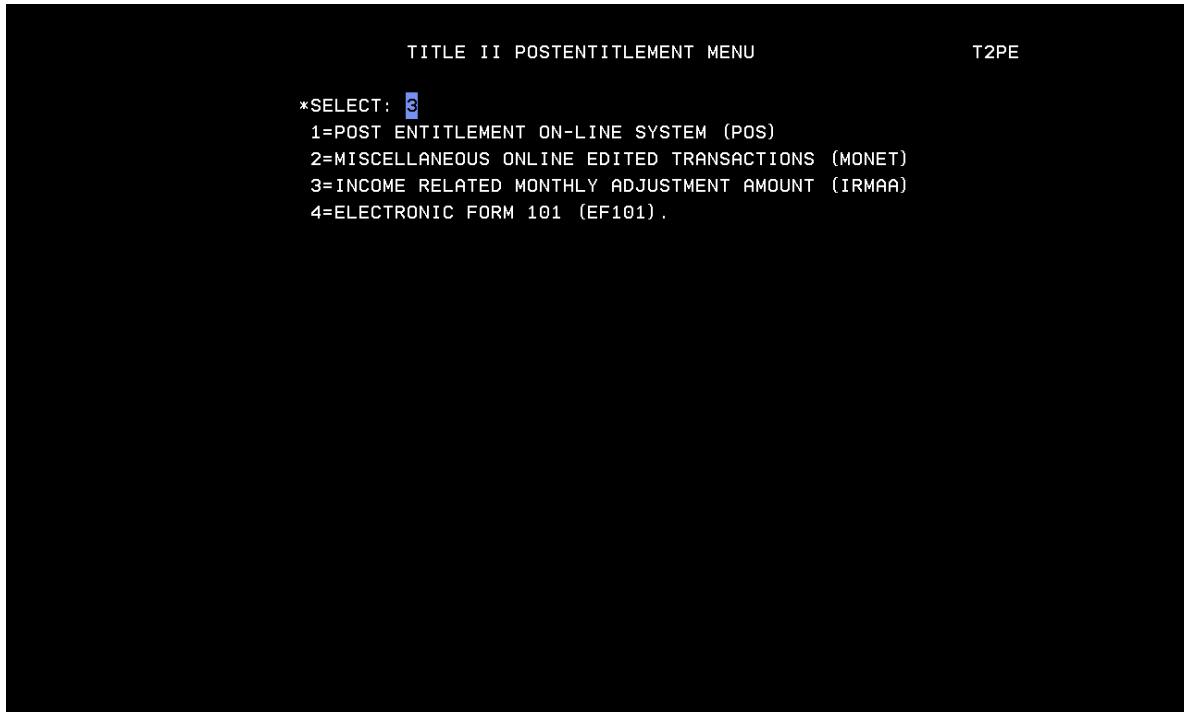 TITLE II POSTENTITLEMENT MENU T2PE
*SELECT: 3
1=POST ENTITLEMENT ON-LINE SYSTEM (POS)
2=MISCELLANEOUS ONLINE EDITED TRANSACTIONS (MONET)
3=INCOME RELATED MONTHLY ADJUSTMENT AMOUNT (IRMAA)
4=ELECTRONIC FORM 101 (EF101).